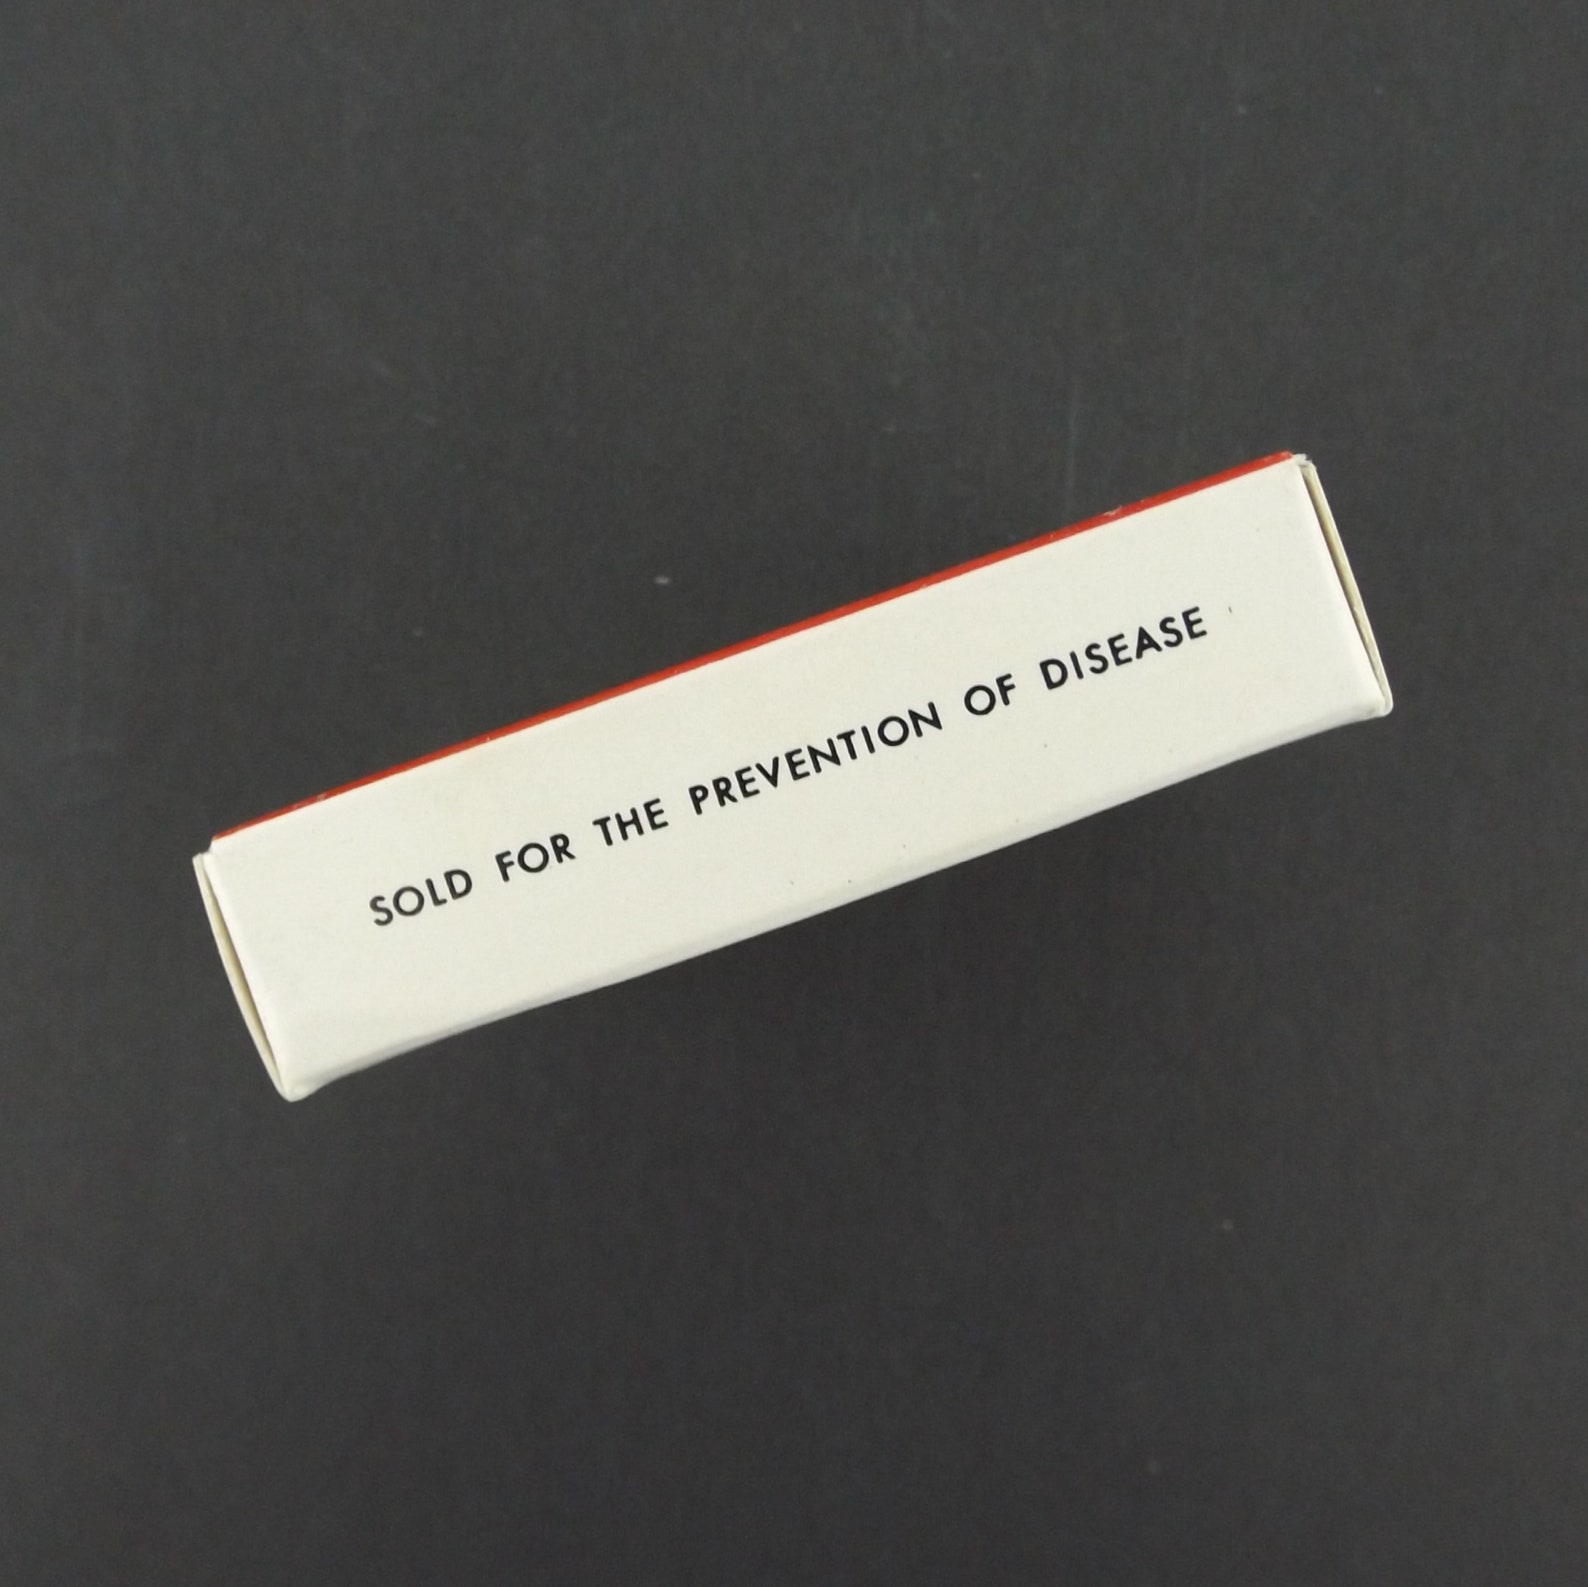 SOLD FOR THE PREVENTION OF DISEASE